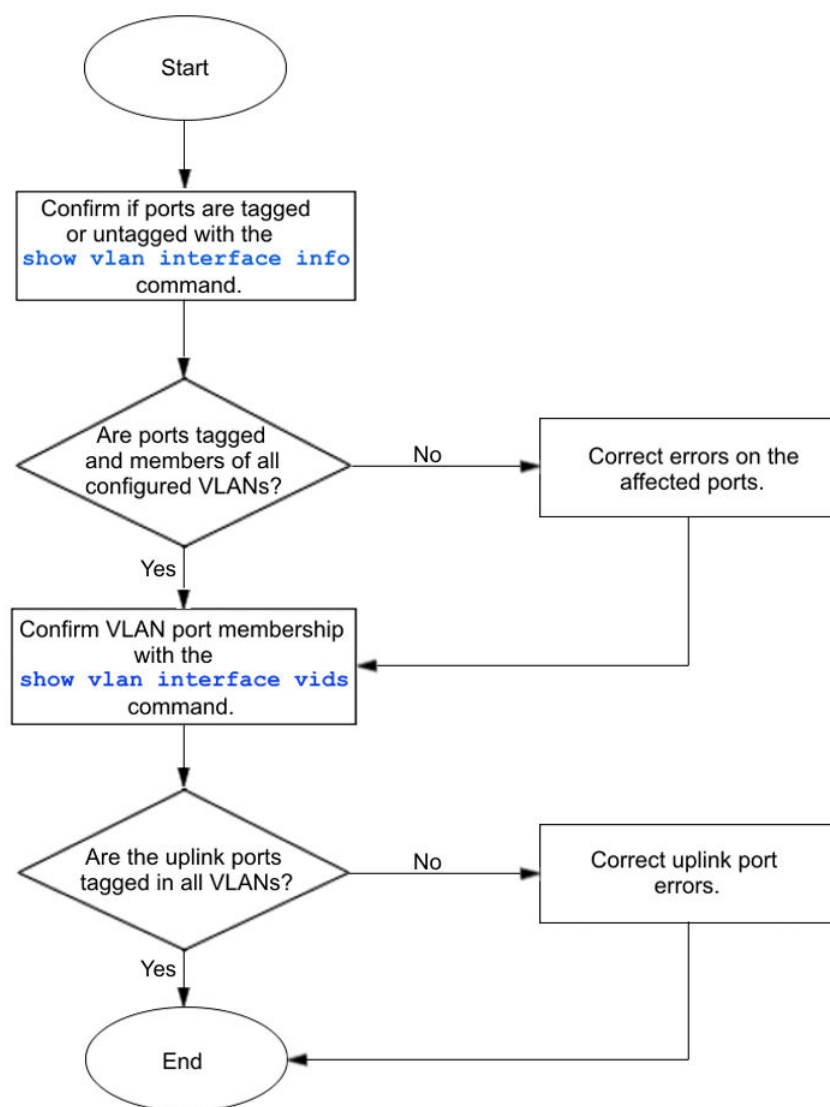 Start
Confirm if ports are tagged
or untagged with the
show vlan interface info
command.
Are ports tagged
and members of all
configured VLANs?
No
Correct errors on the
affected ports.
Yes
Confirm VLAN port membership
with the
show vlan interface vids
command.
Are the uplink ports
tagged in all VLANs?
No
Correct uplink port
errors.
Yes
End